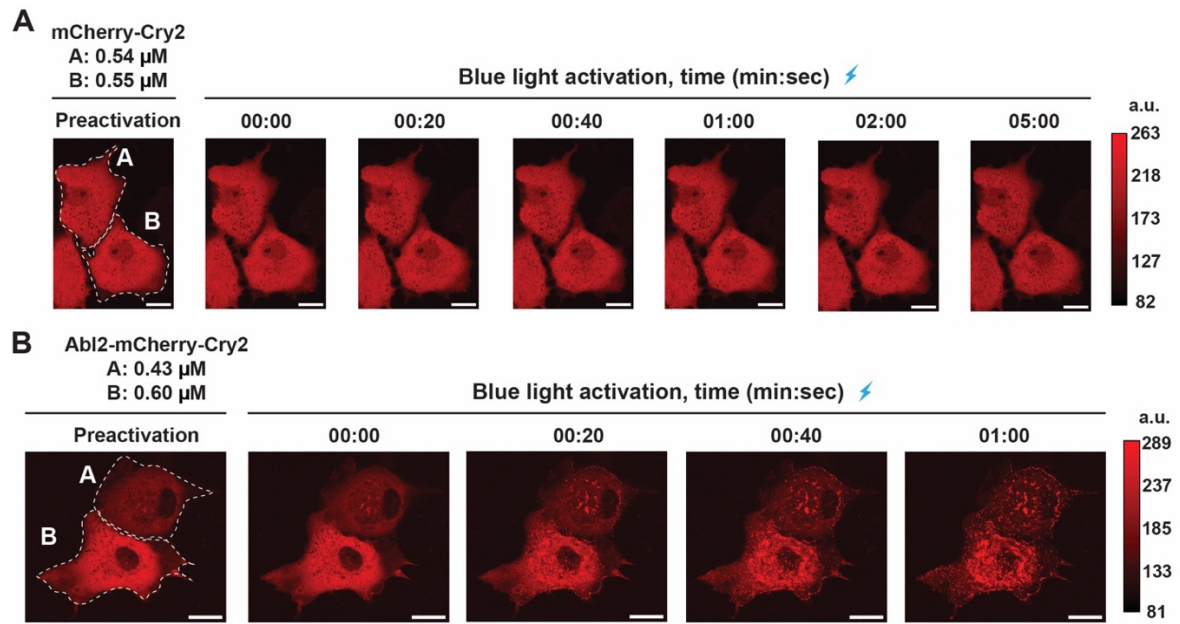 A
mCherry-Cry2
A: 0.54 µM
B: 0.55 µM
Blue light activation, time (min:sec)
Preactivation 00:00 00:20 00:40 01:00 02:00 05:00
a.u.
A
B
263
218
173
127
82
B
Abl2-mCherry-Cry2
A: 0.43 µM
B: 0.60 µM
Blue light activation, time (min:sec)
Preactivation 00:00 00:20 00:40 01:00
a.u.
A
B
289
237
185
133
81